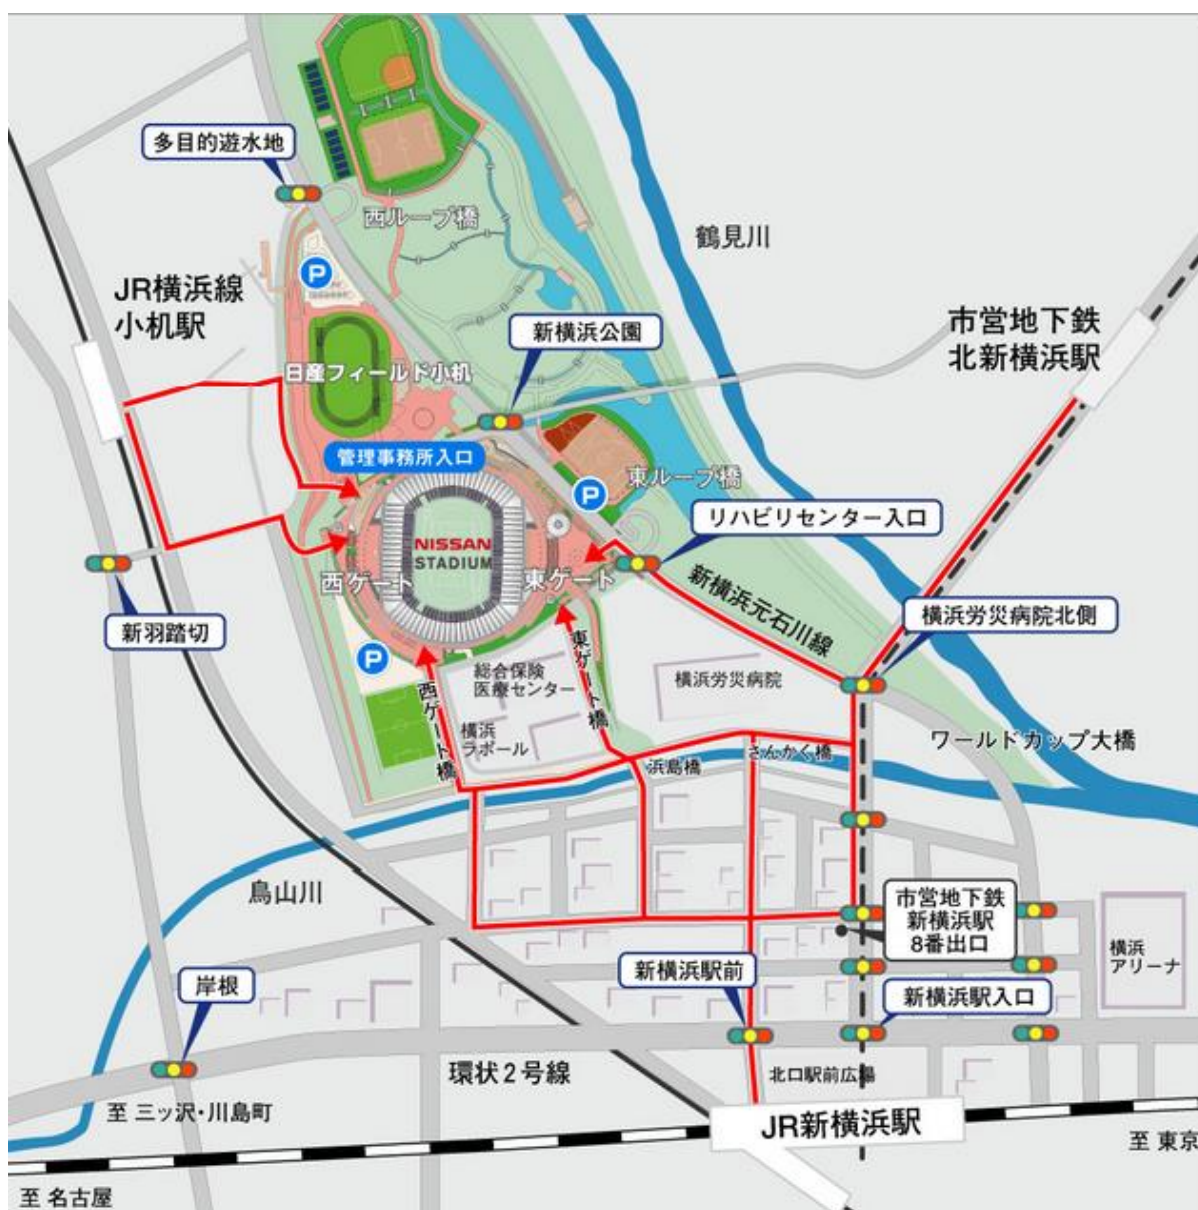 多目的遊水地
西ループ橋
鶴見川
JR横浜線
小机駅
新横浜公園
市営地下鉄
北新横浜駅
日産フィールド小机
管理事務所入口
東ループ橋
リハビリセンター入口
NISSAN
STADIUM
西ゲート
東ゲート
新横浜元石川線
横浜労災病院北側
新羽踏切
総合保険
医療センター
東ゲート橋
横浜労災病院
西ゲート橋
横浜
ラポール
浜鳥橋
さんかく橋
ワールドカップ大橋
鳥山川
市営地下鉄
新横浜駅
8番出口
横浜
アリーナ
岸根
新横浜駅前
新横浜駅入口
環状2号線
北口駅前広場
至 三ッ沢・川島町
JR新横浜駅
至 東京
至 名古屋
P
P
P